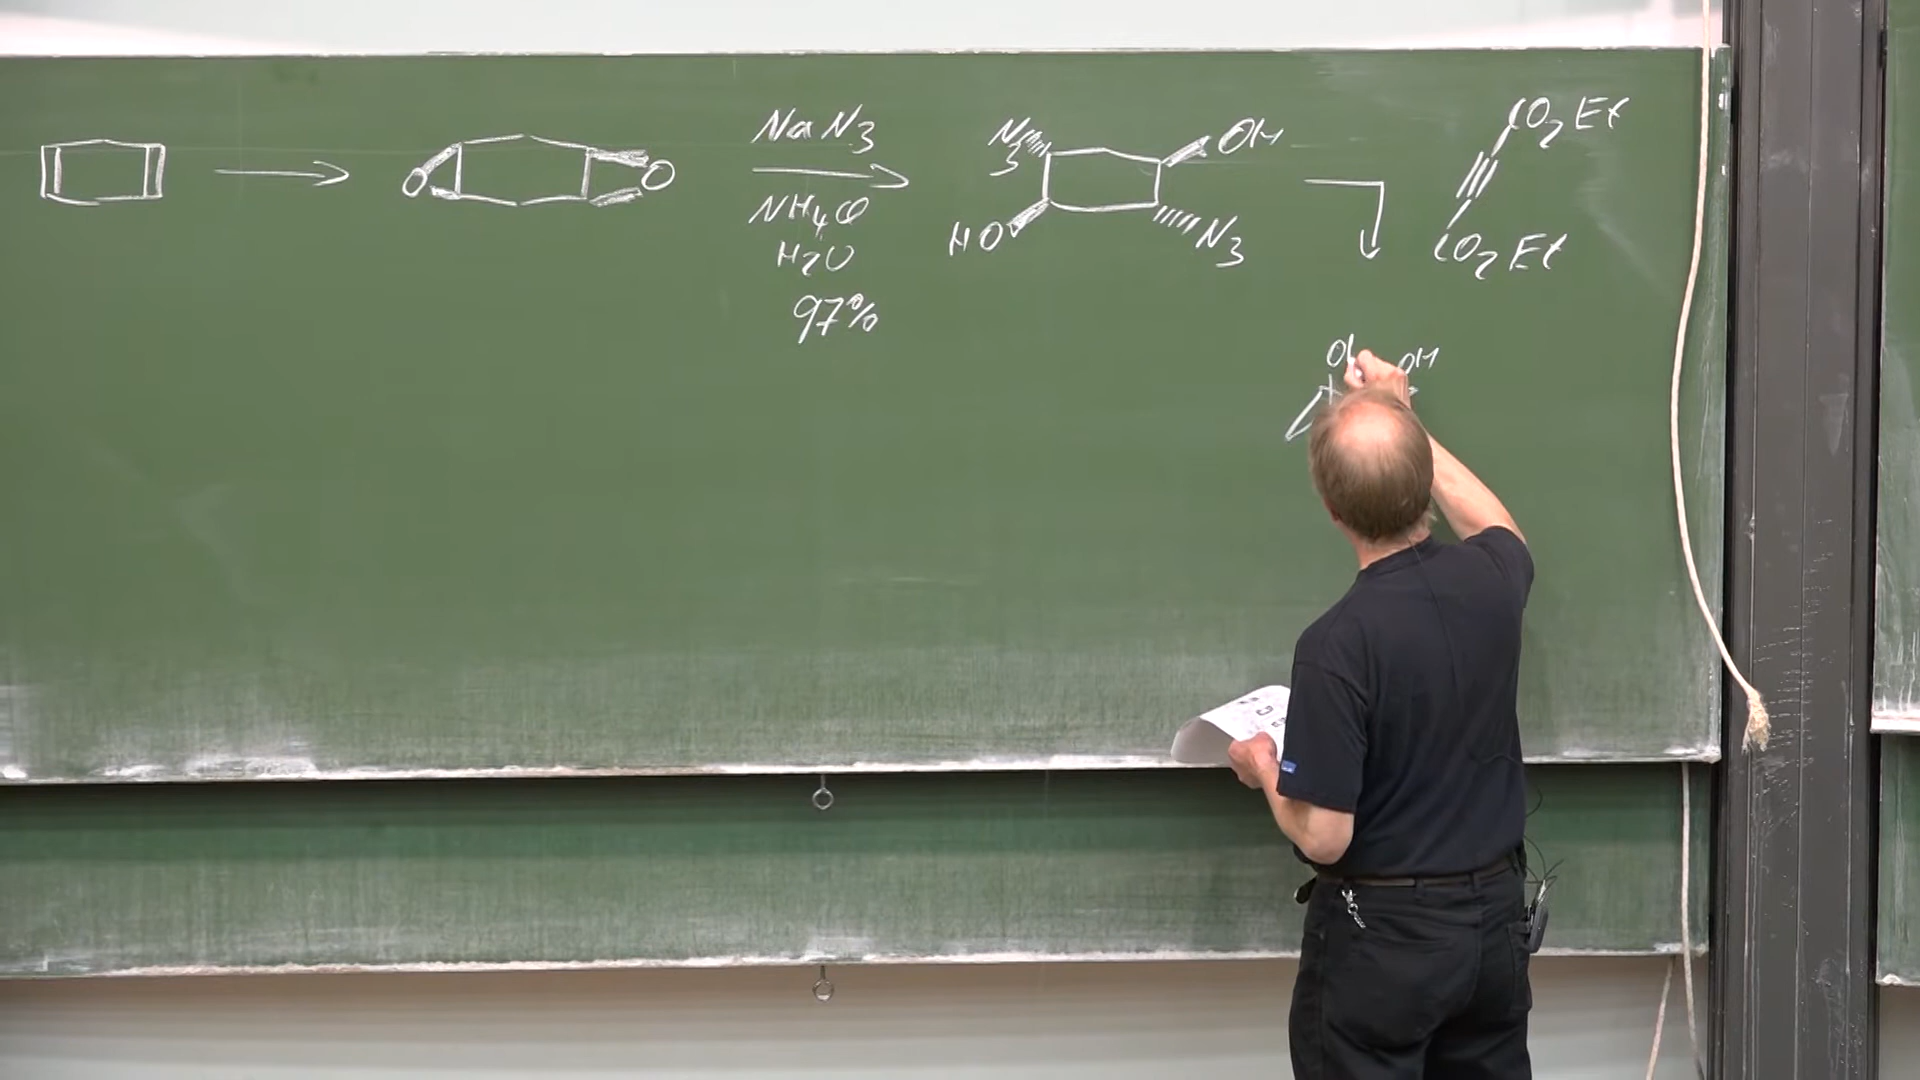 O
O
NaN3
NH4Cl
H2O
97%
N3
OH
HO
N3
CO2Et
CO2Et
OH